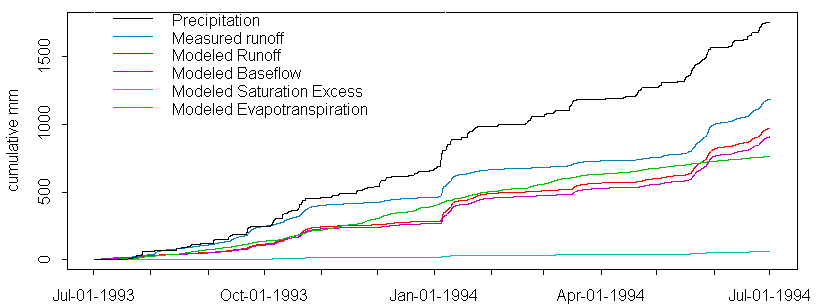 Precipitation
Measured runoff
Modeled Runoff
Modeled Baseflow
Modeled Saturation Excess
Modeled Evapotranspiration
cumulative mm
1500
1000
500
0
Jul-01-1993 Oct-01-1993 Jan-01-1994 Apr-01-1994 Jul-01-1994